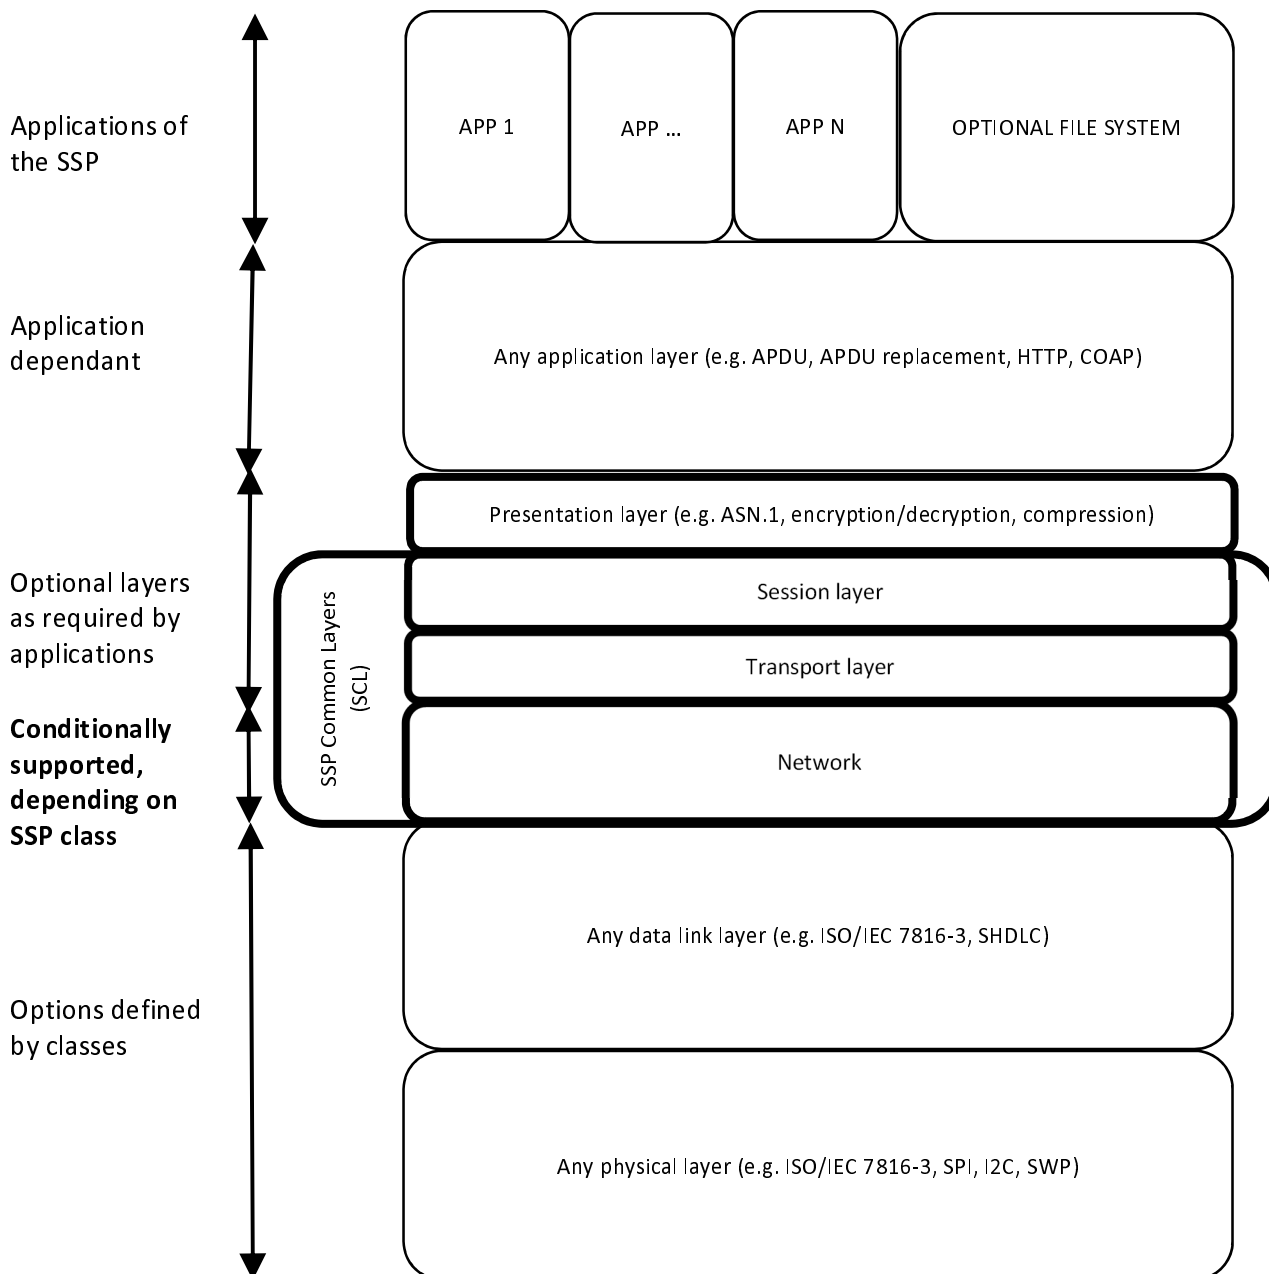 Applications of
the SSP
APP 1
APP ...
APP N
OPTIONAL FILE SYSTEM
Application
dependant
Any application layer (e.g. APDU, APDU replacement, HTTP, COAP)
Presentation layer (e.g. ASN.1, encryption/decryption, compression)
Optional layers
as required by
applications
SSP Common Layers
(SCL)
Session layer
Transport layer
Conditionally
supported,
depending on
SSP class
Network
Any data link layer (e.g. ISO/IEC 7816-3, SHDLC)
Options defined
by classes
Any physical layer (e.g. ISO/IEC 7816-3, SPI, I2C, SWP)